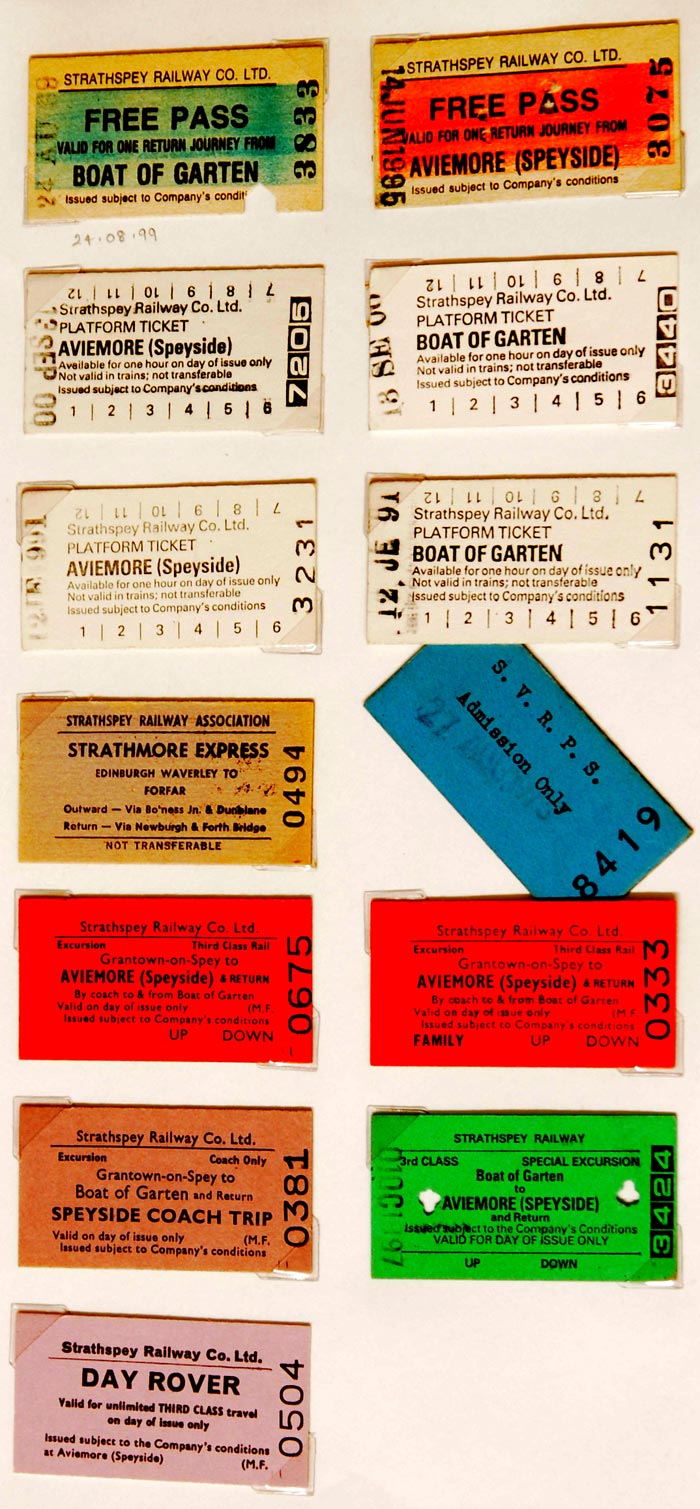 STRATHSPEY RAILWAY CO. LTD.
FREE PASS
VALID FOR ONE RETURN JOURNEY FROM
BOAT OF GARTEN
Issued subject to Company's condit
3833
24.08.99
STRATHSPEY RAILWAY CO. LTD.
FREE PASS
VALID FOR ONE RETURN JOURNEY FROM
AVIEMORE (SPEYSIDE)
Issued subject to Company's conditions
14 JUN 1995
3075
7 | 8 | 9 | 10 | 11 | 12
Strathspey Railway Co. Ltd.
PLATFORM TICKET
AVIEMORE (Speyside)
Available for one hour on day of issue only
Not valid in trains; not transferable
Issued subject to Company's conditions
1 | 2 | 3 | 4 | 5 | 6
7205
7 | 8 | 9 | 10 | 11 | 12
Strathspey Railway Co. Ltd.
PLATFORM TICKET
BOAT OF GARTEN
Available for one hour on day of issue only
Not valid in trains; not transferable
Issued subject to Company's conditions
1 | 2 | 3 | 4 | 5 | 6
SE 00
3440
7 | 8 | 9 | 10 | 11 | 12
Strathspey Railway Co. Ltd.
PLATFORM TICKET
AVIEMORE (Speyside)
Available for one hour on day of issue only
Not valid in trains; not transferable
Issued subject to Company's conditions
1 | 2 | 3 | 4 | 5 | 6
3231
7 | 8 | 9 | 10 | 11 | 12
Strathspey Railway Co. Ltd.
PLATFORM TICKET
BOAT OF GARTEN
Available for one hour on day of issue only
Not valid in trains; not transferable
Issued subject to Company's conditions
1 | 2 | 3 | 4 | 5 | 6
12. JE 91
1131
STRATHSPEY RAILWAY ASSOCIATION
STRATHMORE EXPRESS
EDINBURGH WAVERLEY TO
FORFAR
Outward — Via Bo'ness Jn. & Dunblane
Return — Via Newburgh & Forth Bridge
NOT TRANSFERABLE
0494
S. V. R. P. S.
Admission Only
8419
Strathspey Railway Co. Ltd.
Excursion Third Class Rail
Grantown-on-Spey to
AVIEMORE (Speyside) & RETURN
By coach to & from Boat of Garten
Valid on day of issue only (M.F.
Issued subject to Company's conditions
UP DOWN
0675
Strathspey Railway Co. Ltd.
Excursion Third Class Rail
Grantown-on-Spey to
AVIEMORE (Speyside) & RETURN
By coach to & from Boat of Garten
Valid on day of issue only (M.F
Issued subject to Company's conditions
FAMILY UP DOWN
0333
Strathspey Railway Co. Ltd.
Excursion Coach Only
Grantown-on-Spey to
Boat of Garten and Return
SPEYSIDE COACH TRIP
Valid on day of issue only (M.F.
Issued subject to Company's conditions
0381
STRATHSPEY RAILWAY
3rd CLASS SPECIAL EXCURSION
Boat of Garten
to
AVIEMORE (SPEYSIDE)
and Return
Issued subject to the Company's Conditions
VALID FOR DAY OF ISSUE ONLY
UP DOWN
3424
Strathspey Railway Co. Ltd.
DAY ROVER
Valid for unlimited THIRD CLASS travel
on day of issue only
Issued subject to the Company's conditions
at Aviemore (Speyside) (M.F.
0504